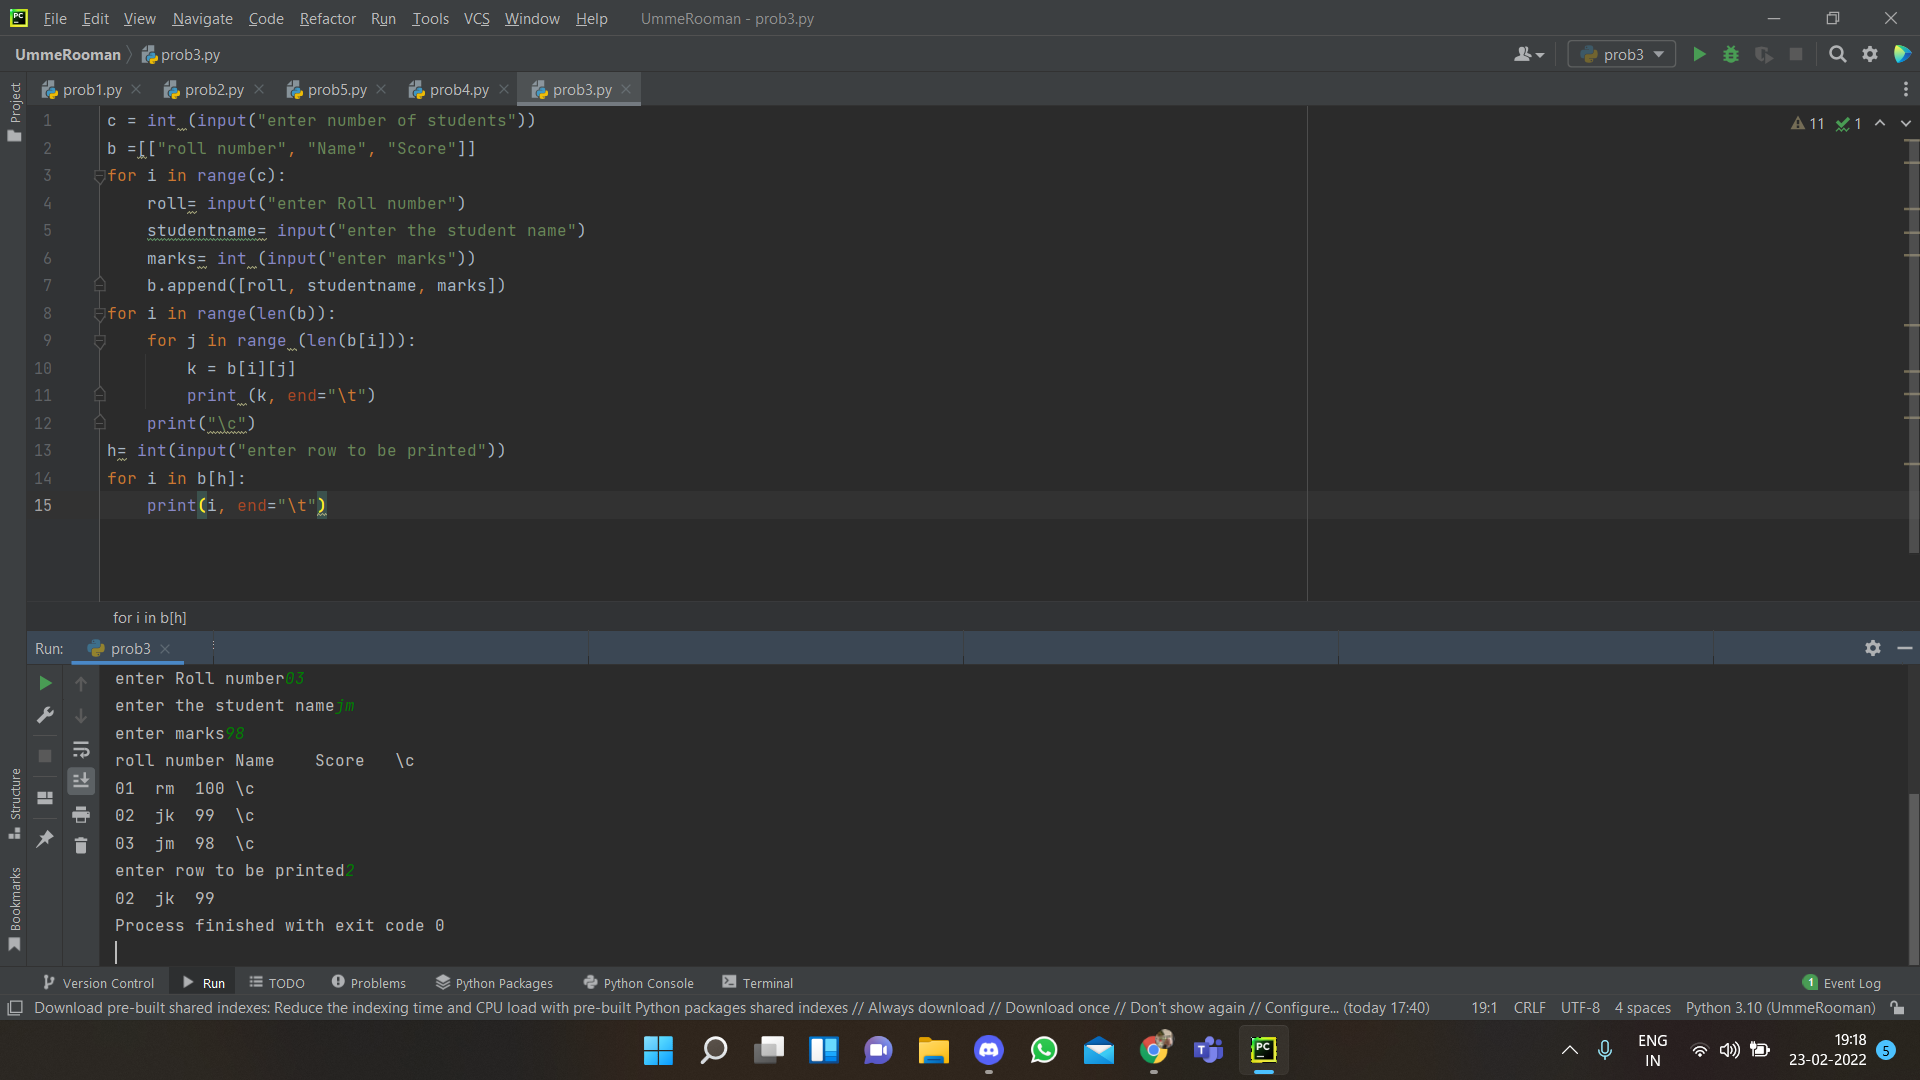 File Edit View Navigate Code Refactor Run Tools VCS Window Help UmmeRooman - prob3.py
UmmeRooman prob3.py prob3
prob1.py prob2.py prob5.py prob4.py prob3.py
Project
11 1
1 c = int (input("enter number of students"))
2 b =[["roll number", "Name", "Score"]]
3 for i in range(c):
4 roll= input("enter Roll number")
5 studentname= input("enter the student name")
6 marks= int (input("enter marks"))
7 b.append([roll, studentname, marks])
8 for i in range(len(b)):
9 for j in range (len(b[i])):
10 k = b[i][j]
11 print (k, end="\t")
12 print("\c")
13 h= int(input("enter row to be printed"))
14 for i in b[h]:
15 print(i, end="\t")
for i in b[h]
Run: prob3
enter Roll number03
enter the student namejm
enter marks98
roll number Name Score \c
01 rm 100 \c
02 jk 99 \c
03 jm 98 \c
enter row to be printed2
02 jk 99
Process finished with exit code 0
Structure
Bookmarks
Version Control Run TODO Problems Python Packages Python Console Terminal 1 Event Log
Download pre-built shared indexes: Reduce the indexing time and CPU load with pre-built Python packages shared indexes // Always download // Download once // Don't show again // Configure... (today 17:40) 19:1 CRLF UTF-8 4 spaces Python 3.10 (UmmeRooman)
PC
ENG
IN
19:18
23-02-2022
5